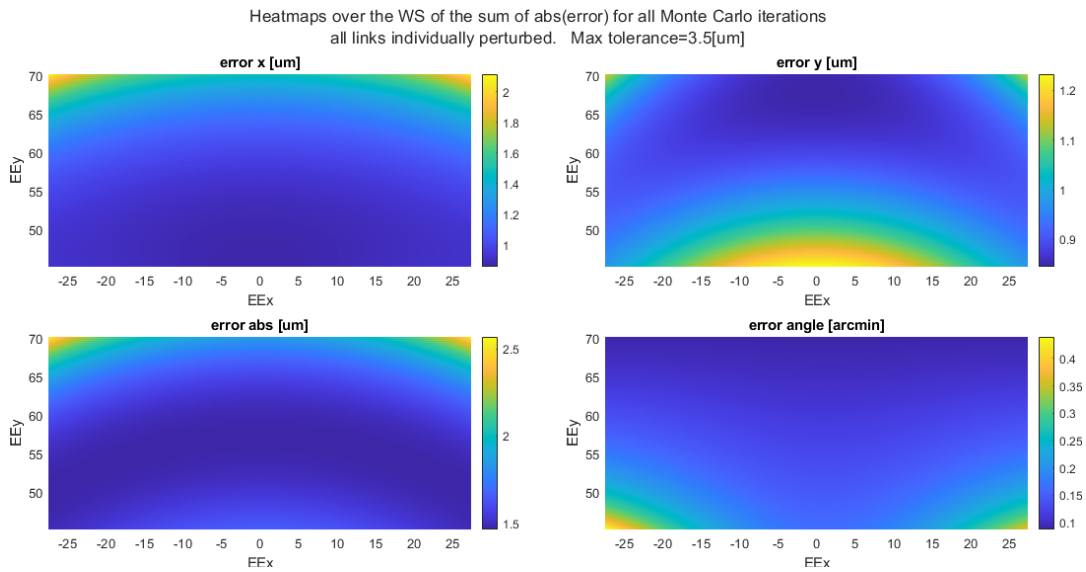 Heatmaps over the WS of the sum of abs(error) for all Monte Carlo iterations
all links individually perturbed.   Max tolerance=3.5[um]
error x [um]
70
65
60
55
50
EEy
-25 -20 -15 -10 -5 0 5 10 15 20 25
EEx
2
1.8
1.6
1.4
1.2
1
error y [um]
70
65
60
55
50
EEy
-25 -20 -15 -10 -5 0 5 10 15 20 25
EEx
1.2
1.1
1
0.9
error abs [um]
70
65
60
55
50
EEy
-25 -20 -15 -10 -5 0 5 10 15 20 25
EEx
2.5
2
1.5
error angle [arcmin]
70
65
60
55
50
EEy
-25 -20 -15 -10 -5 0 5 10 15 20 25
EEx
0.4
0.35
0.3
0.25
0.2
0.15
0.1